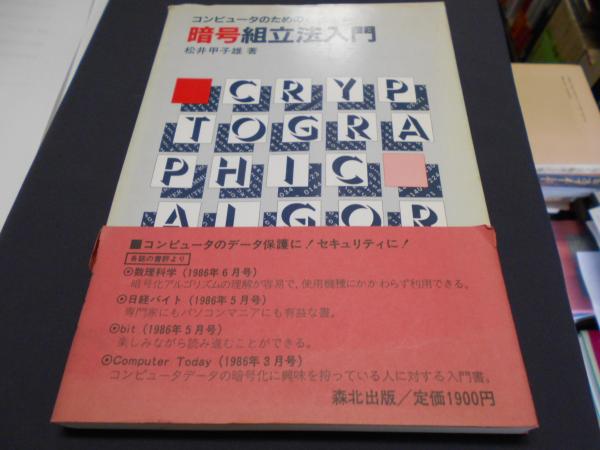 コンピュータのための
暗号組立法入門
松井甲子雄 著
CRYP
TOGRA
PHIC
ALGOR
■コンピュータのデータ保護に!セキュリティに!
各誌の書評より
⊙数理科学(1986年6月号)
暗号化アルゴリズムの理解が容易で、使用機種にかかわらず利用できる。
⊙日経バイト(1986年5月号)
専門家にもパソコンマニアにも有益な書。
⊙bit(1986年5月号)
楽しみながら読み進むことができる。
⊙Computer Today(1986年3月号)
コンピュータデータの暗号化に興味を持っている人に対する入門書。
森北出版/定価1900円